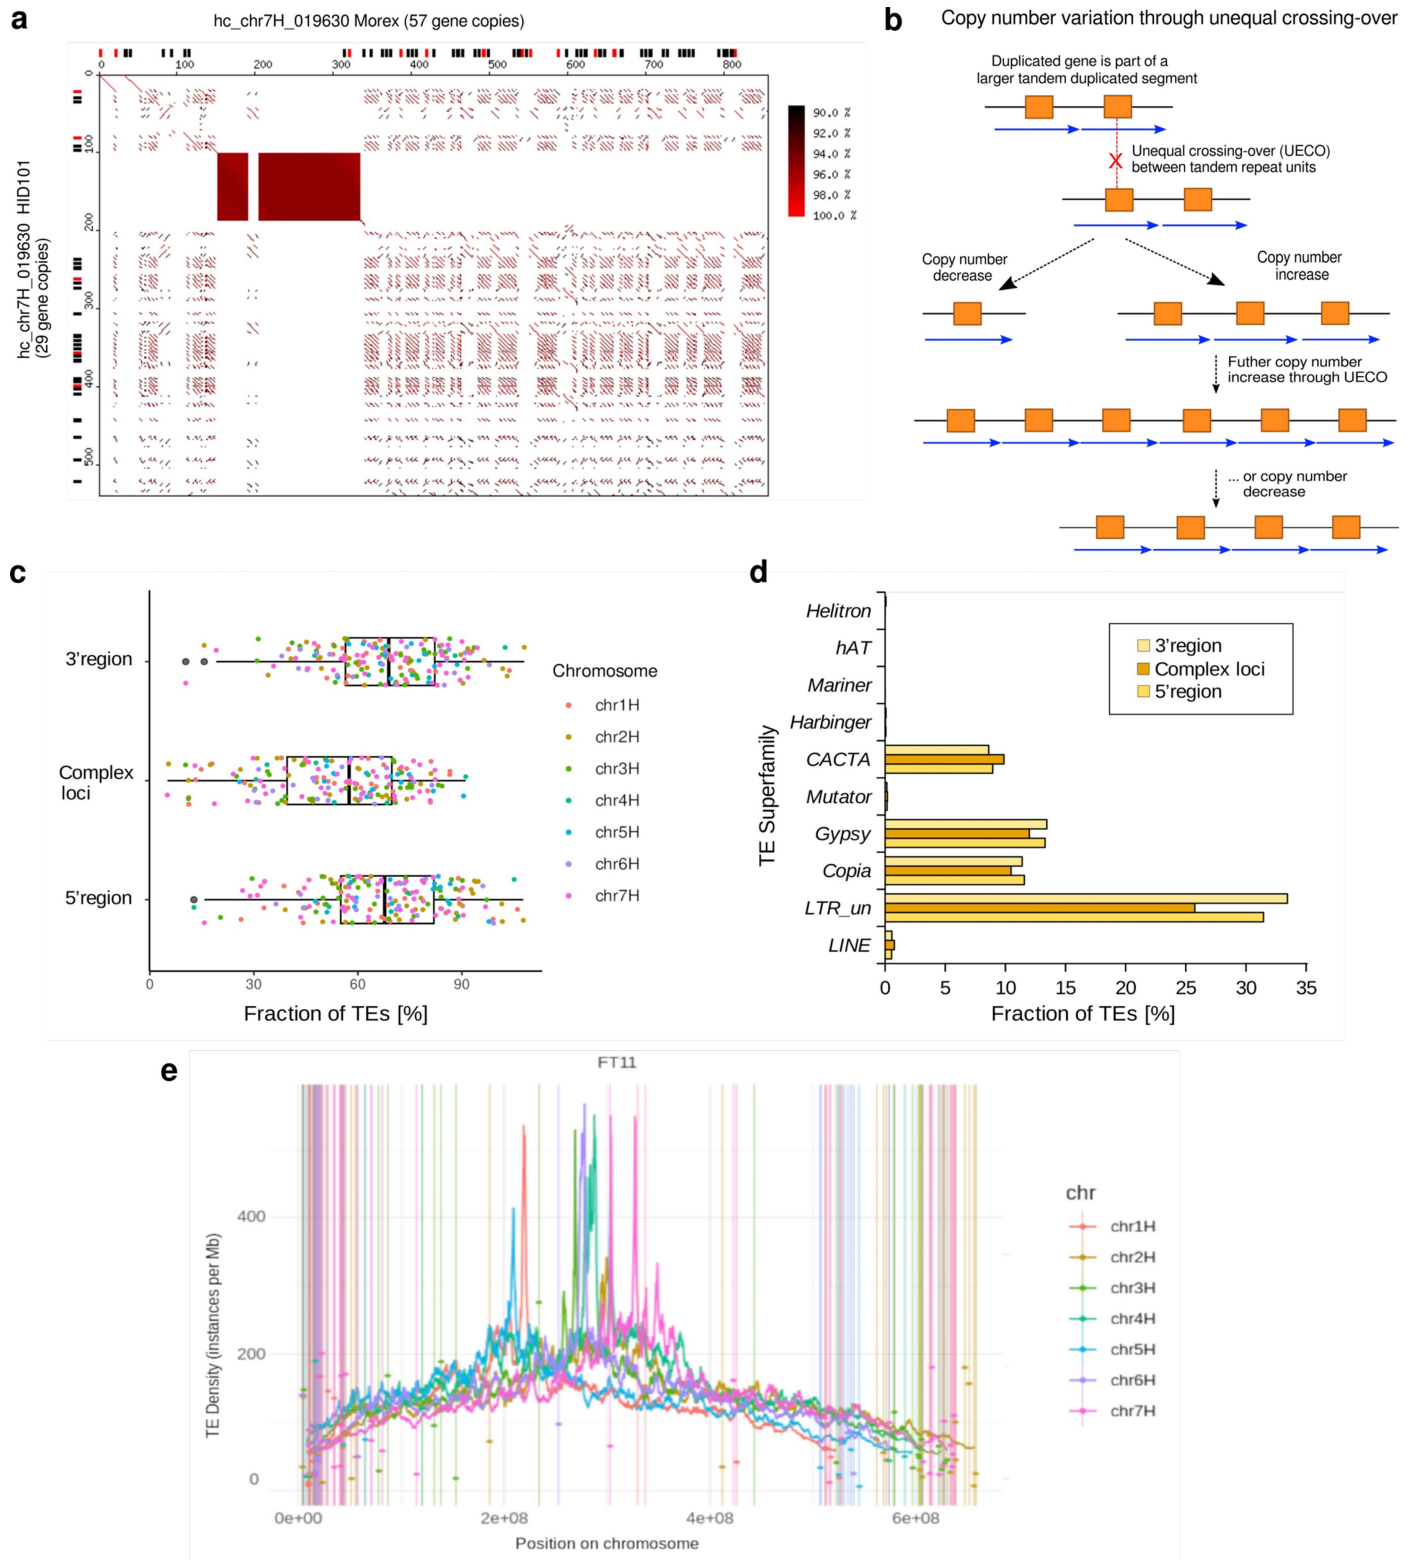 a
hc_chr7H_019630 Morex (57 gene copies)
0 100 200 300 400 500 600 700 800
hc_chr7H_019630 HID101
(29 gene copies)
0
100
200
300
400
500
90.0 %
92.0 %
94.0 %
96.0 %
98.0 %
100.0 %
b
Copy number variation through unequal crossing-over
Duplicated gene is part of a
larger tandem duplicated segment
X
Unequal crossing-over (UECO)
between tandem repeat units
Copy number
decrease
Copy number
increase
Futher copy number
increase through UECO
... or copy number
decrease
c
3'region
Complex
loci
5'region
0 30 60 90
Fraction of TEs [%]
Chromosome
chr1H
chr2H
chr3H
chr4H
chr5H
chr6H
chr7H
d
TE Superfamily
Helitron
hAT
Mariner
Harbinger
CACTA
Mutator
Gypsy
Copia
LTR_un
LINE
3'region
Complex loci
5'region
0 5 10 15 20 25 30 35
Fraction of TEs [%]
e
FT11
TE Density (instances per Mb)
400
200
0
0e+00 2e+08 4e+08 6e+08
Position on chromosome
chr
chr1H
chr2H
chr3H
chr4H
chr5H
chr6H
chr7H